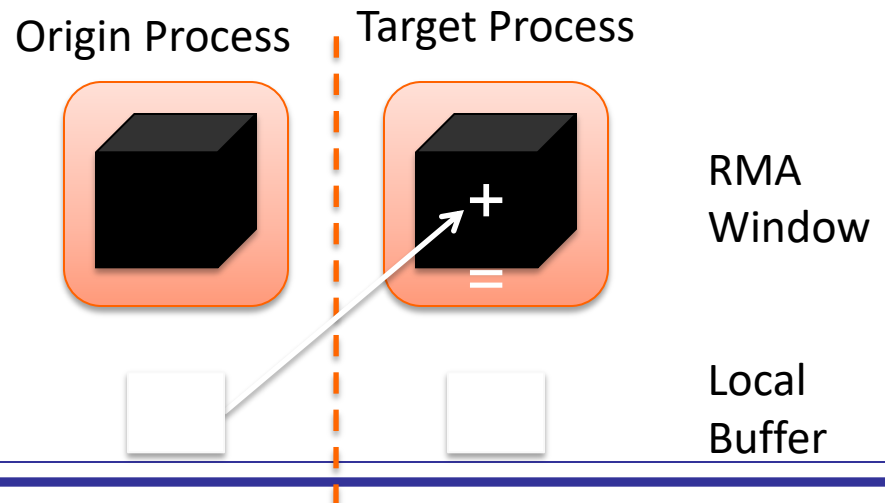 Origin Process
Target Process
+
=
RMA
Window
Local
Buffer